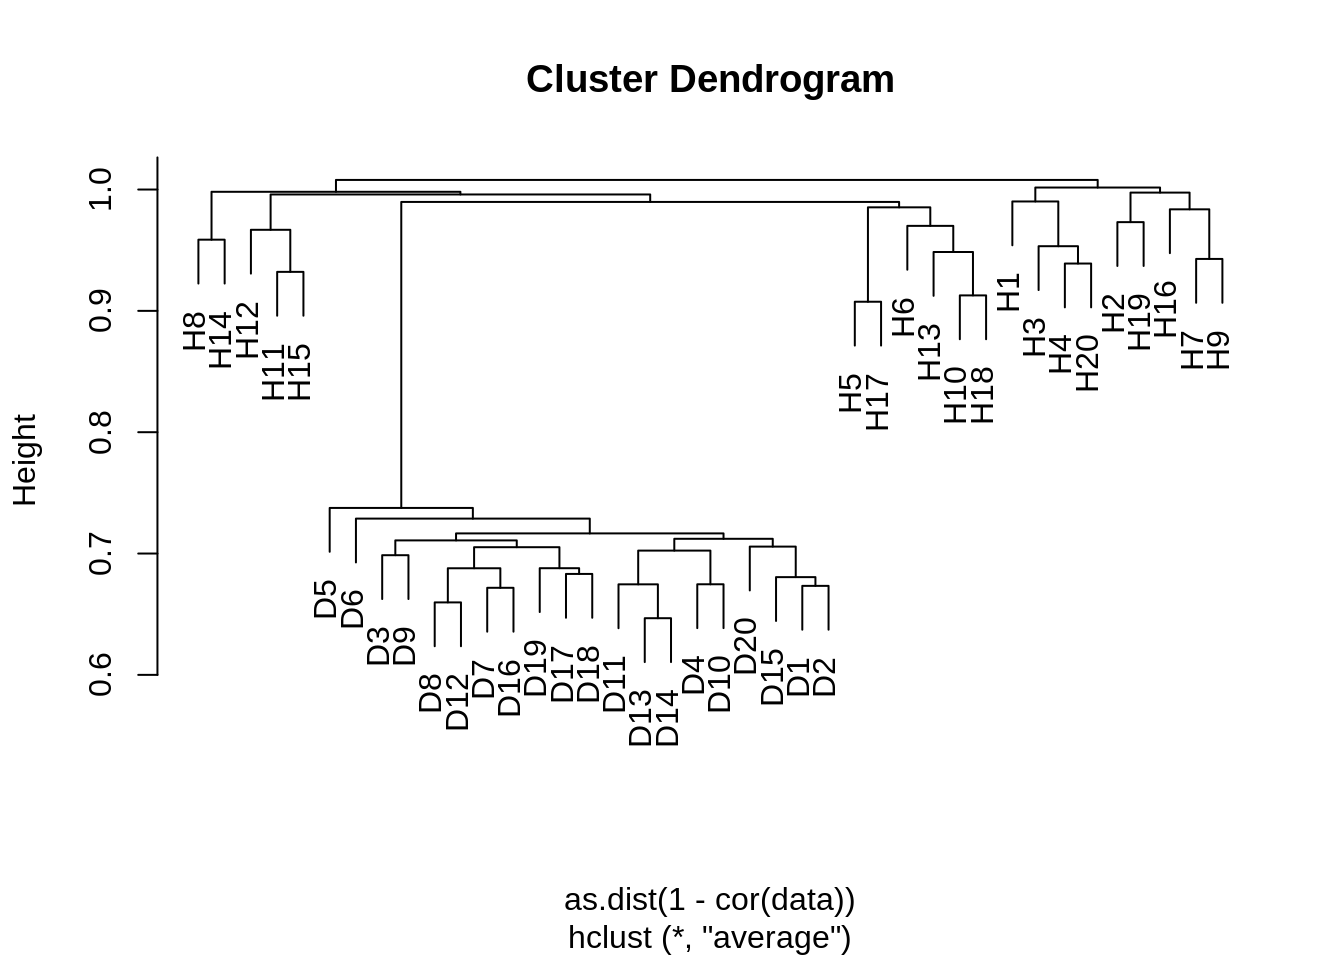 Cluster Dendrogram
Height
1.0
0.9
0.8
0.7
0.6
H8
H14
H12
H11
H15
D5
D6
D3
D9
D8
D12
D7
D16
D19
D17
D18
D11
D13
D14
D4
D10
D20
D15
D1
D2
H5
H17
H6
H13
H10
H18
H1
H3
H4
H20
H2
H19
H16
H7
H9
as.dist(1 - cor(data))
hclust (*, "average")